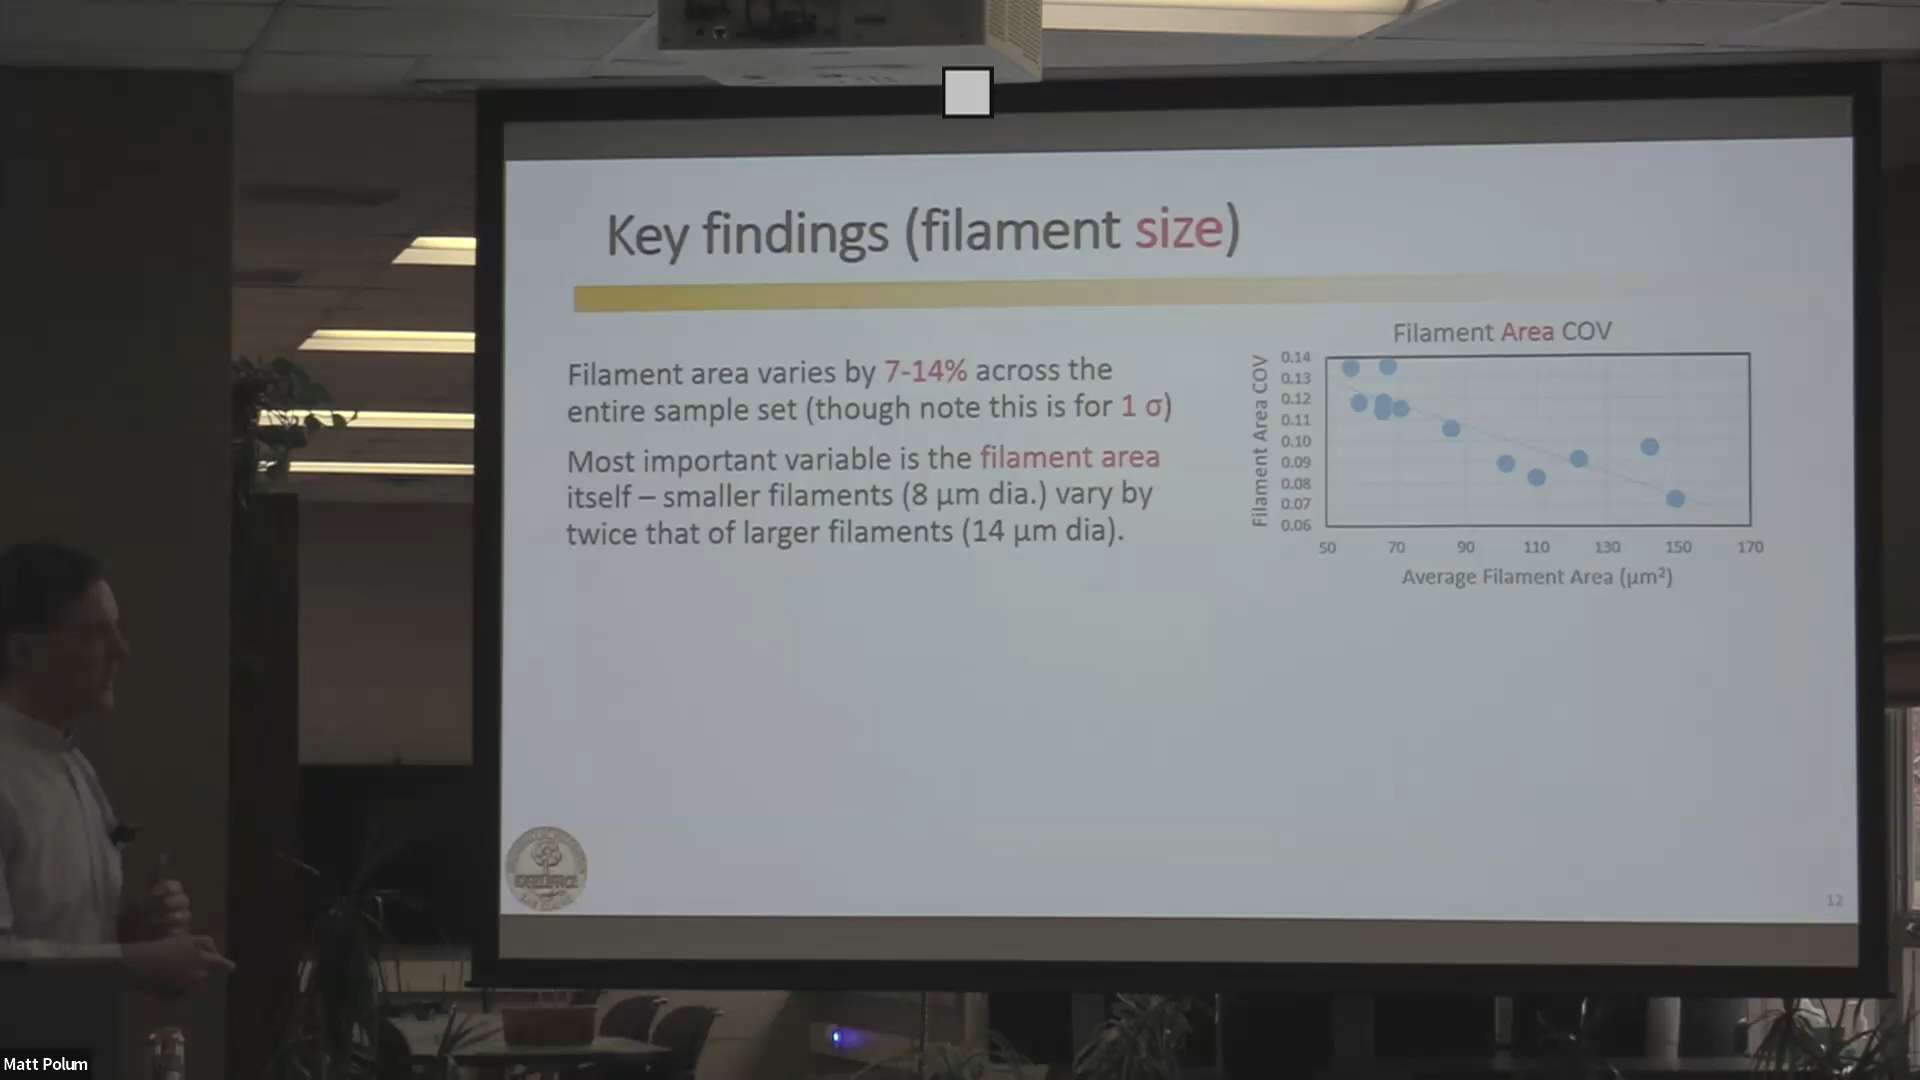 Key findings (filament size)
Filament area varies by 7-14% across the
entire sample set (though note this is for 1 σ)
Most important variable is the filament area
itself – smaller filaments (8 μm dia.) vary by
twice that of larger filaments (14 μm dia).
Filament Area COV
Filament Area COV
0.14
0.13
0.12
0.11
0.10
0.09
0.08
0.07
0.06
50 70 90 110 130 150 170
Average Filament Area (μm²)
EXCELLENCE
12
Matt Polum